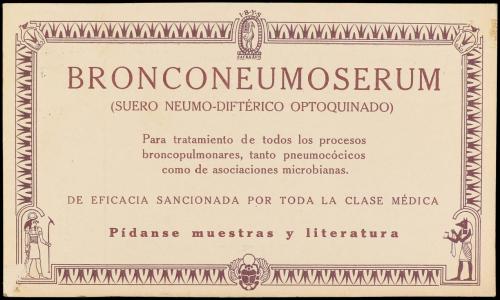 I·B·Y·S
BRONCONEUMOSERUM
(SUERO NEUMO-DIFTÉRICO OPTOQUINADO)
Para tratamiento de todos los procesos
broncopulmonares, tanto pneumocócicos
como de asociaciones microbianas.
DE EFICACIA SANCIONADA POR TODA LA CLASE MÉDICA
Pídanse muestras y literatura